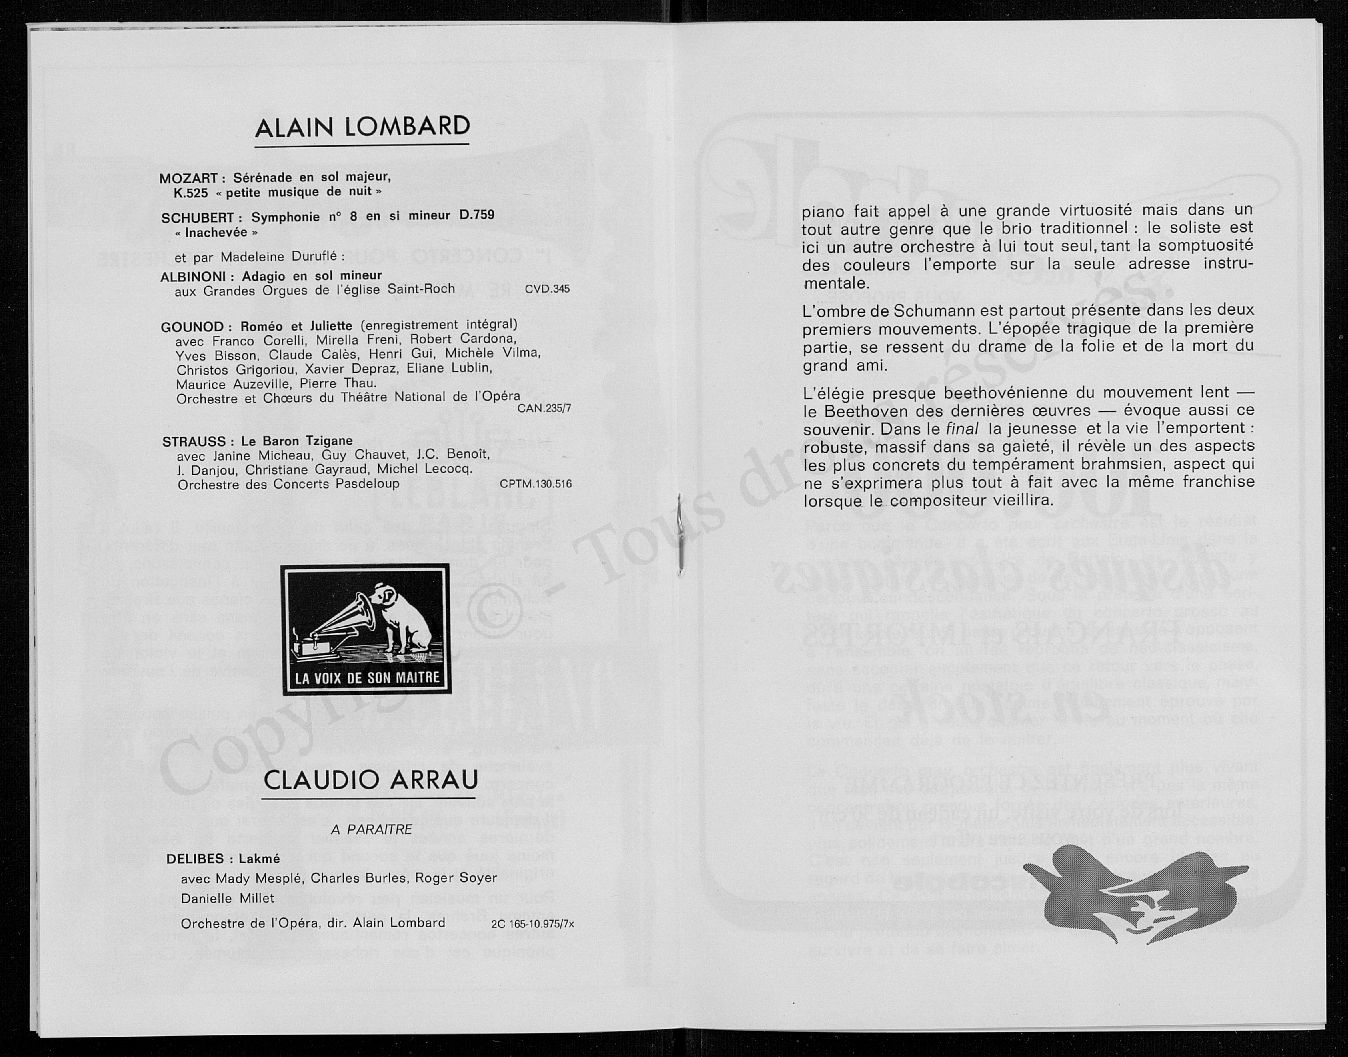 ALAIN LOMBARD
MOZART : Sérénade en sol majeur,
K.525 « petite musique de nuit »
SCHUBERT : Symphonie n° 8 en si mineur D.759
« Inachevée »
et par Madeleine Duruflé :
ALBINONI : Adagio en sol mineur
aux Grandes Orgues de l'église Saint-Roch CVD.345
GOUNOD : Roméo et Juliette (enregistrement intégral)
avec Franco Corelli, Mirella Freni, Robert Cardona,
Yves Bisson, Claude Calès, Henri Gui, Michèle Vilma,
Christos Grigoriou, Xavier Depraz, Eliane Lublin,
Maurice Auzeville, Pierre Thau.
Orchestre et Chœurs du Théâtre National de l'Opéra
CAN.235/7
STRAUSS : Le Baron Tzigane
avec Janine Micheau, Guy Chauvet, J.C. Benoît,
J. Danjou, Christiane Gayraud, Michel Lecocq.
Orchestre des Concerts Pasdeloup CPTM.130.516
LA VOIX DE SON MAITRE
CLAUDIO ARRAU
A PARAITRE
DELIBES : Lakmé
avec Mady Mesplé, Charles Burles, Roger Soyer
Danielle Millet
Orchestre de l'Opéra, dir. Alain Lombard 2C 165-10.975/7x
piano fait appel à une grande virtuosité mais dans un
tout autre genre que le brio traditionnel : le soliste est
ici un autre orchestre à lui tout seul, tant la somptuosité
des couleurs l'emporte sur la seule adresse instru-
mentale.
L'ombre de Schumann est partout présente dans les deux
premiers mouvements. L'épopée tragique de la première
partie, se ressent du drame de la folie et de la mort du
grand ami.
L'élégie presque beethovénienne du mouvement lent —
le Beethoven des dernières œuvres — évoque aussi ce
souvenir. Dans le final la jeunesse et la vie l'emportent :
robuste, massif dans sa gaieté, il révèle un des aspects
les plus concrets du tempérament brahmsien, aspect qui
ne s'exprimera plus tout à fait avec la même franchise
lorsque le compositeur vieillira.
Copyright © - Tous droits réservés.